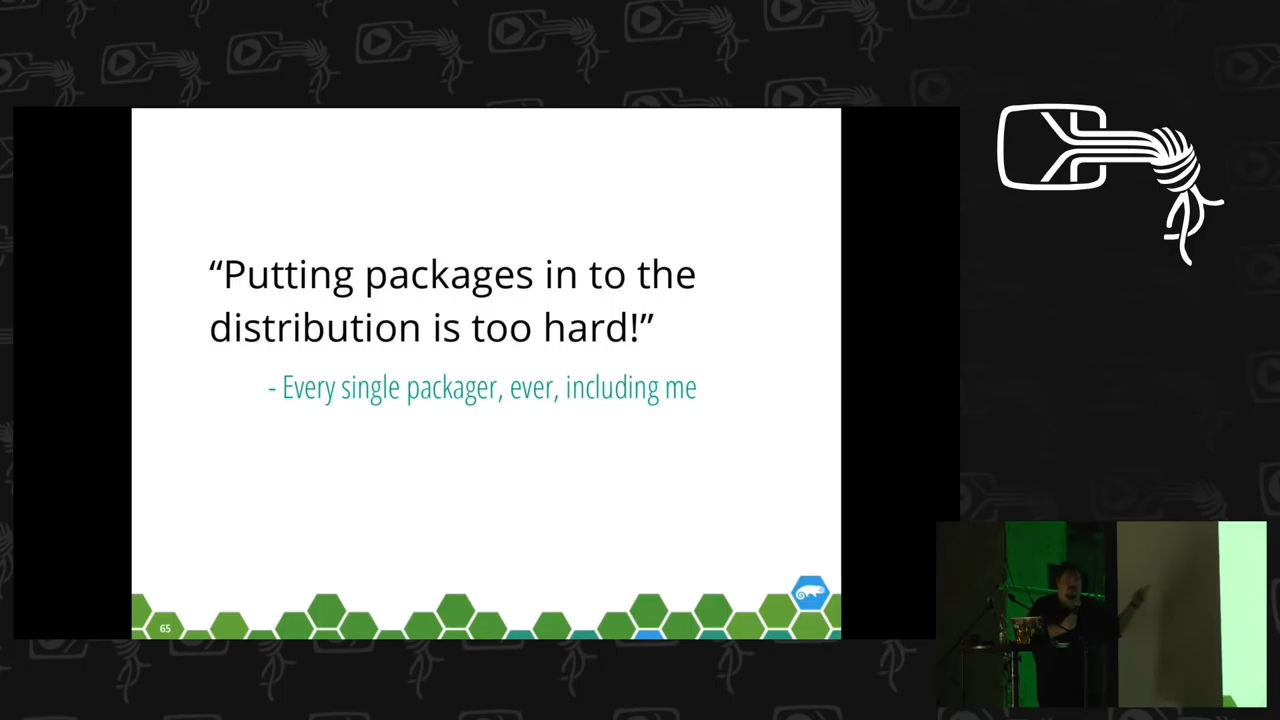 “Putting packages in to the
distribution is too hard!”
- Every single packager, ever, including me
65